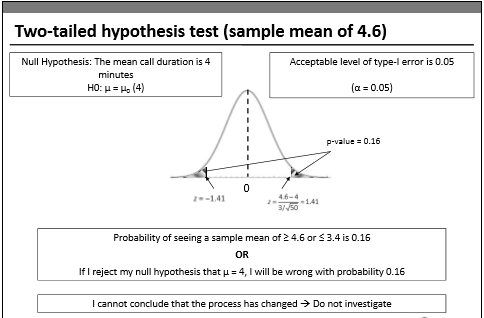 Two-tailed hypothesis test (sample mean of 4.6)
Null Hypothesis: The mean call duration is 4
minutes
H0: μ = μ₀ (4)
Acceptable level of type-I error is 0.05
(α = 0.05)
p-value = 0.16
0
z=-1.41
z= 4.6-4 / 3/√50 =1.41
Probability of seeing a sample mean of ≥ 4.6 or ≤ 3.4 is 0.16
OR
If I reject my null hypothesis that μ = 4, I will be wrong with probability 0.16
I cannot conclude that the process has changed → Do not investigate